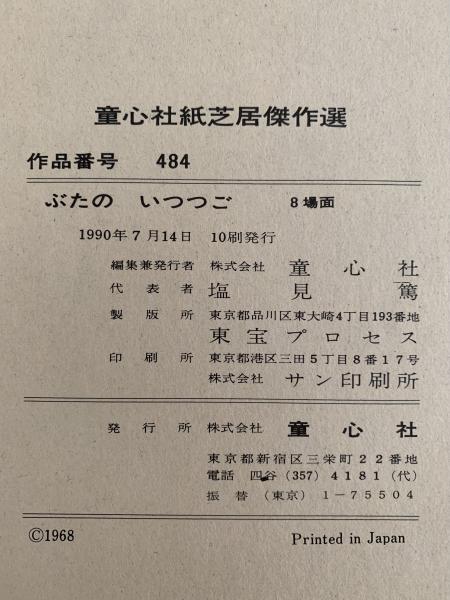 童心社紙芝居傑作選
作品番号 484
ぶたの いつつご 8場面
1990年7月14日 10刷発行
編集兼発行者 株式会社 童心社
代表者 塩見篤
製版所 東京都品川区東大崎4丁目193番地
東宝プロセス
印刷所 東京都港区三田5丁目8番17号
株式会社 サン印刷所
発行所 株式会社 童心社
東京都新宿区三栄町22番地
電話 四谷(357)4181(代)
振替(東京)1-75504
©1968 Printed in Japan